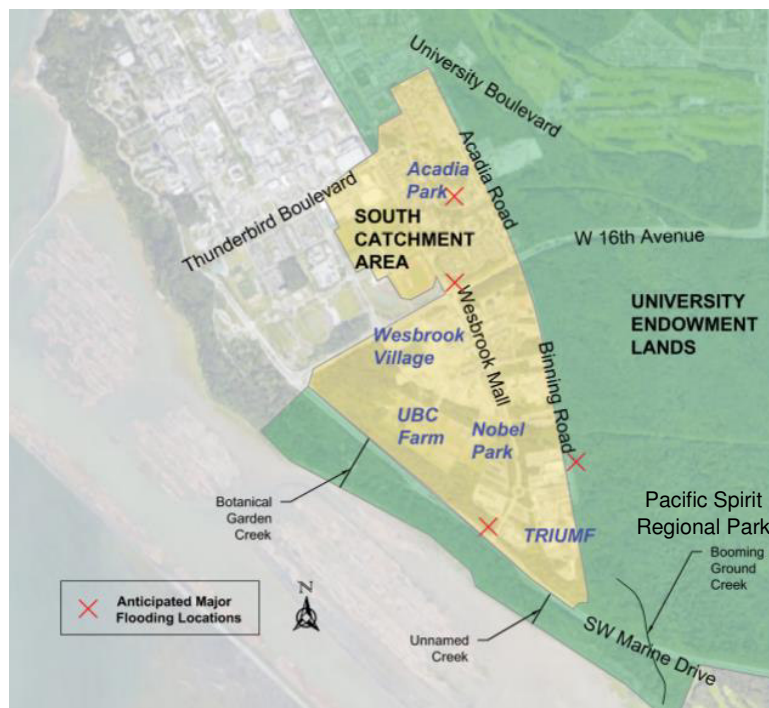 University Boulevard
Acadia
Park
Acadia Road
Thunderbird Boulevard
SOUTH
CATCHMENT
AREA
W 16th Avenue
UNIVERSITY
ENDOWMENT
LANDS
Wesbrook
Village
Wesbrook Mall
Binning Road
UBC
Farm
Nobel
Park
Botanical
Garden
Creek
Pacific Spirit
Regional Park
TRIUMF
Booming
Ground
Creek
Anticipated Major
Flooding Locations
N
Unnamed
Creek
SW Marine Drive